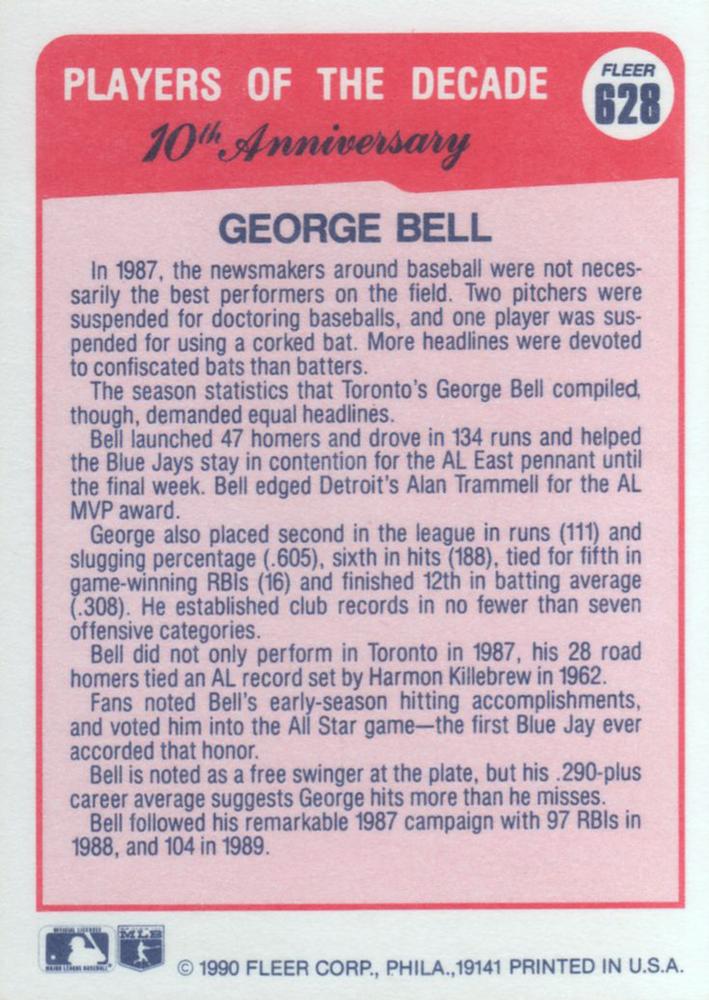 PLAYERS OF THE DECADE
10th Anniversary
FLEER
628
GEORGE BELL
In 1987, the newsmakers around baseball were not neces-
sarily the best performers on the field. Two pitchers were
suspended for doctoring baseballs, and one player was sus-
pended for using a corked bat. More headlines were devoted
to confiscated bats than batters.
The season statistics that Toronto's George Bell compiled,
though, demanded equal headlines.
Bell launched 47 homers and drove in 134 runs and helped
the Blue Jays stay in contention for the AL East pennant until
the final week. Bell edged Detroit's Alan Trammell for the AL
MVP award.
George also placed second in the league in runs (111) and
slugging percentage (.605), sixth in hits (188), tied for fifth in
game-winning RBIs (16) and finished 12th in batting average
(.308). He established club records in no fewer than seven
offensive categories.
Bell did not only perform in Toronto in 1987, his 28 road
homers tied an AL record set by Harmon Killebrew in 1962.
Fans noted Bell's early-season hitting accomplishments,
and voted him into the All Star game—the first Blue Jay ever
accorded that honor.
Bell is noted as a free swinger at the plate, but his .290-plus
career average suggests George hits more than he misses.
Bell followed his remarkable 1987 campaign with 97 RBIs in
1988, and 104 in 1989.
OFFICIAL LICENSEE
MAJOR LEAGUE BASEBALL
MLB
© 1990 FLEER CORP., PHILA.,19141 PRINTED IN U.S.A.